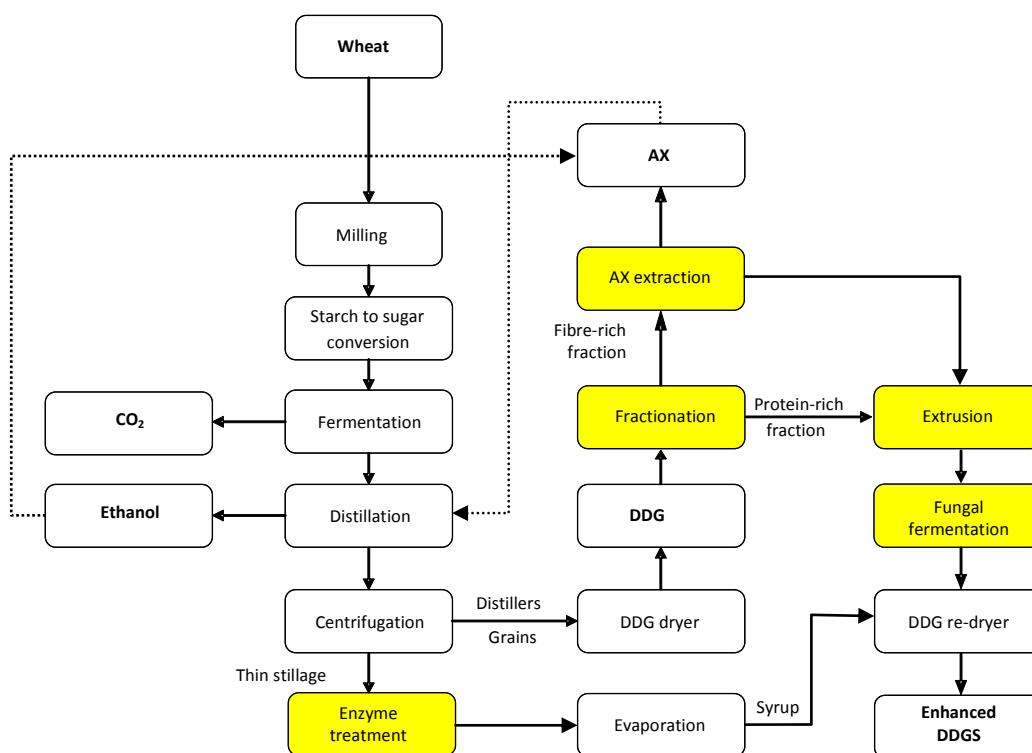 Wheat
AX
Milling
AX extraction
Starch to sugar
conversion
Fibre-rich
fraction
CO₂
Fermentation
Fractionation
Protein-rich
fraction
Extrusion
Ethanol
Distillation
DDG
Fungal
fermentation
Centrifugation
Distillers
Grains
DDG dryer
DDG re-dryer
Thin stillage
Enzyme
treatment
Evaporation
Syrup
Enhanced
DDGS